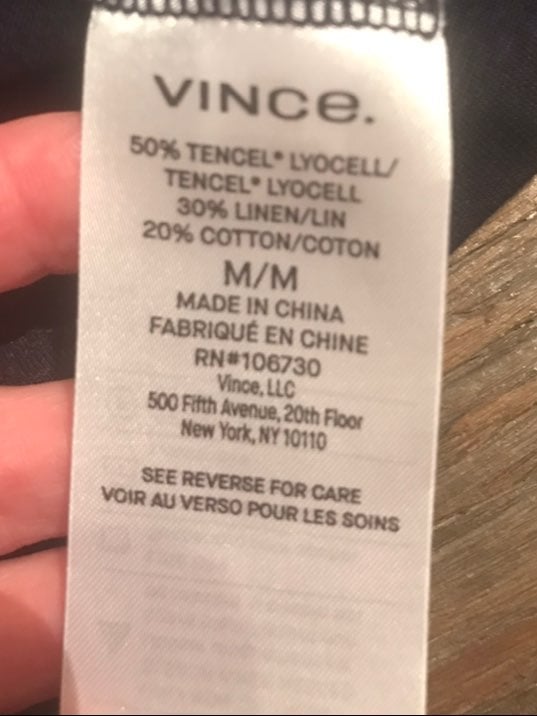 VINCE.
50% TENCEL® LYOCELL/
TENCEL® LYOCELL
30% LINEN/LIN
20% COTTON/COTON
M/M
MADE IN CHINA
FABRIQUÉ EN CHINE
RN#106730
Vince, LLC
500 Fifth Avenue, 20th Floor
New York, NY 10110
SEE REVERSE FOR CARE
VOIR AU VERSO POUR LES SOINS